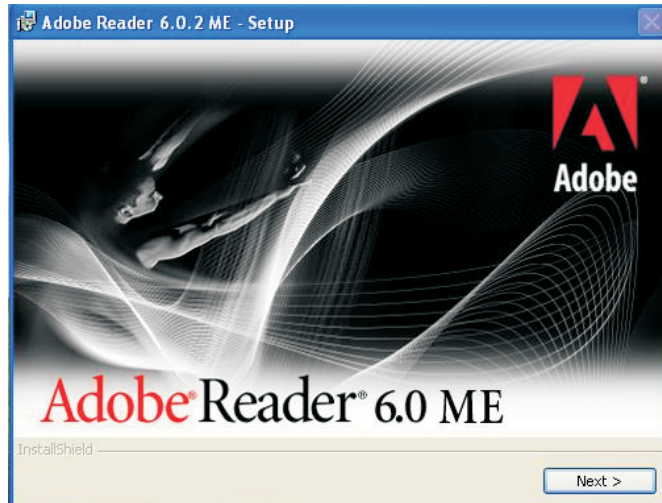 Adobe Reader 6.0.2 ME - Setup
Adobe
Adobe® Reader® 6.0 ME
InstallShield
Next >